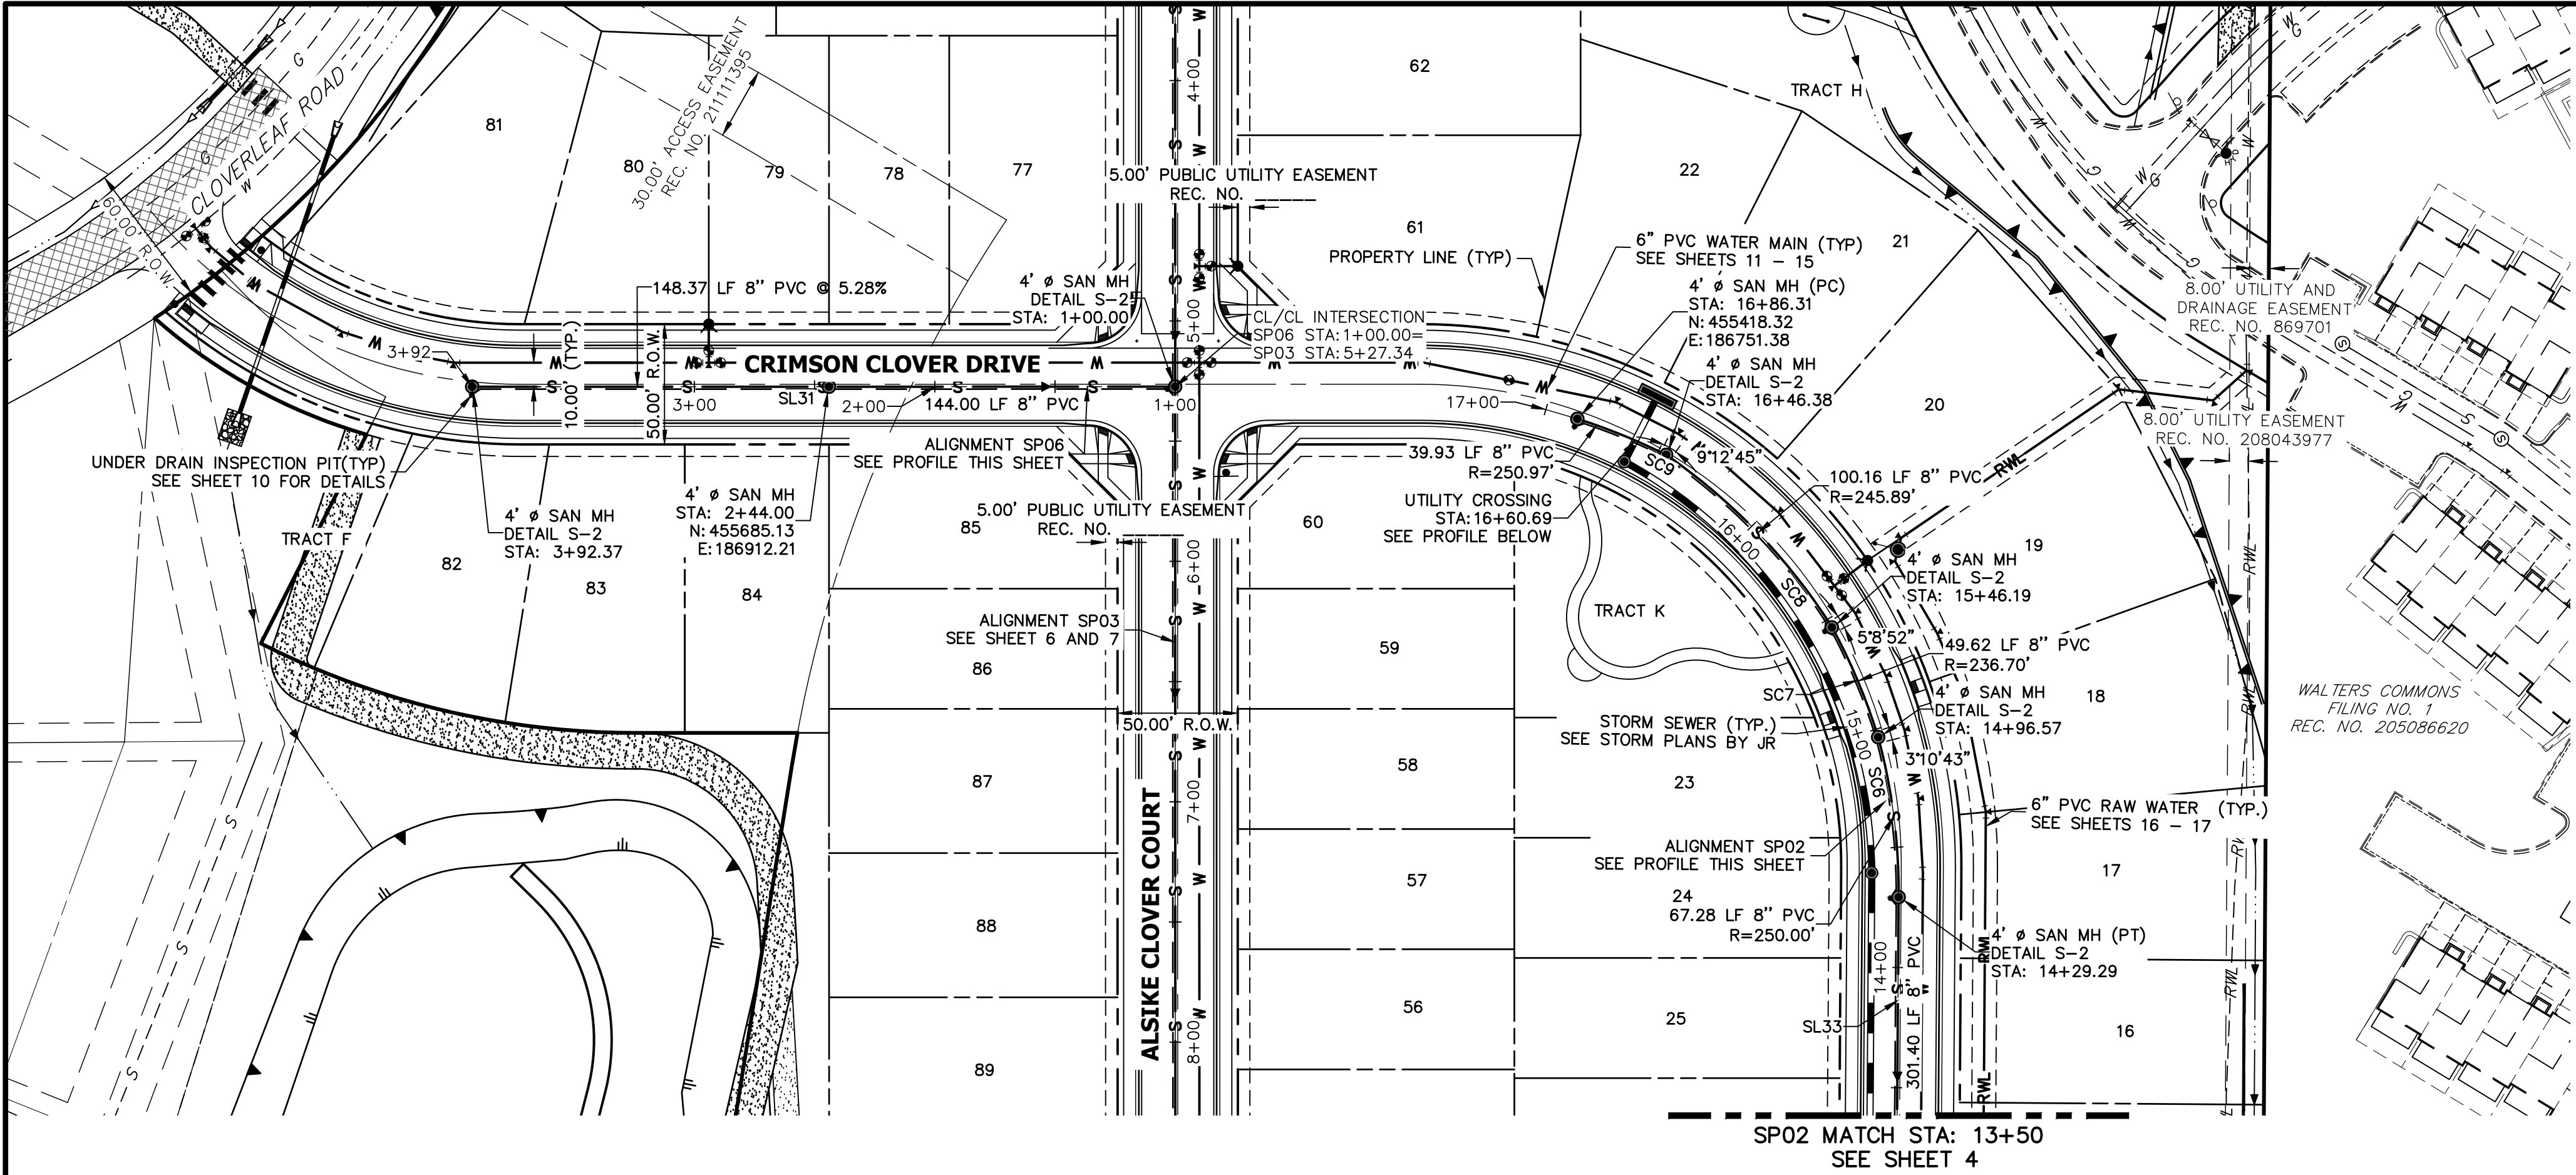 CLOVERLEAF ROAD
60.00' R.O.W.
81
80
79
78
77
62
61
22
21
20
19
18
17
16
30.00' ACCESS EASEMENT
REC. NO. 211111395
5.00' PUBLIC UTILITY EASEMENT
REC. NO. _____
4+00
5+00
TRACT H
PROPERTY LINE (TYP)
6" PVC WATER MAIN (TYP)
SEE SHEETS 11 - 15
4' ø SAN MH (PC)
STA: 16+86.31
N: 455418.32
E:186751.38
4' ø SAN MH
DETAIL S-2
STA: 16+46.38
148.37 LF 8" PVC @ 5.28%
4' ø SAN MH
DETAIL S-2
STA: 1+00.00
CL/CL INTERSECTION
SP06 STA:1+00.00=
SP03 STA:5+27.34
8.00' UTILITY AND
DRAINAGE EASEMENT
REC. NO. 869701
8.00' UTILITY EASEMENT
REC. NO. 208043977
CRIMSON CLOVER DRIVE
3+92
10.00' (TYP.)
50.00' R.O.W.
3+00
SL31
2+00
144.00 LF 8" PVC
1+00
17+00
ALIGNMENT SP06
SEE PROFILE THIS SHEET
UNDER DRAIN INSPECTION PIT(TYP)
SEE SHEET 10 FOR DETAILS
4' ø SAN MH
DETAIL S-2
STA: 3+92.37
4' ø SAN MH
STA: 2+44.00
N: 455685.13
E:186912.21
5.00' PUBLIC UTILITY EASEMENT
REC. NO. _____
39.93 LF 8" PVC
R=250.97'
SC9
9°12'45"
UTILITY CROSSING
STA:16+60.69
SEE PROFILE BELOW
100.16 LF 8" PVC
R=245.89'
RWL
16+00
SC8
4' ø SAN MH
DETAIL S-2
STA: 15+46.19
5°8'52"
49.62 LF 8" PVC
R=236.70'
SC7
4' ø SAN MH
DETAIL S-2
STA: 14+96.57
15+00
SC6
3°10'43"
STORM SEWER (TYP.)
SEE STORM PLANS BY JR
6" PVC RAW WATER (TYP.)
SEE SHEETS 16 - 17
ALIGNMENT SP02
SEE PROFILE THIS SHEET
67.28 LF 8" PVC
R=250.00'
4' ø SAN MH (PT)
DETAIL S-2
STA: 14+29.29
14+00
SL33
301.40 LF 8" PVC
RWL
RWL
RWL
RWL
RWL
TRACT F
TRACT K
82
83
84
85
86
87
88
89
60
59
58
57
56
23
24
25
ALIGNMENT SP03
SEE SHEET 6 AND 7
50.00' R.O.W.
6+00
7+00
8+00
ALSIKE CLOVER COURT
WALTERS COMMONS
FILING NO. 1
REC. NO. 205086620
SP02 MATCH STA: 13+50
SEE SHEET 4